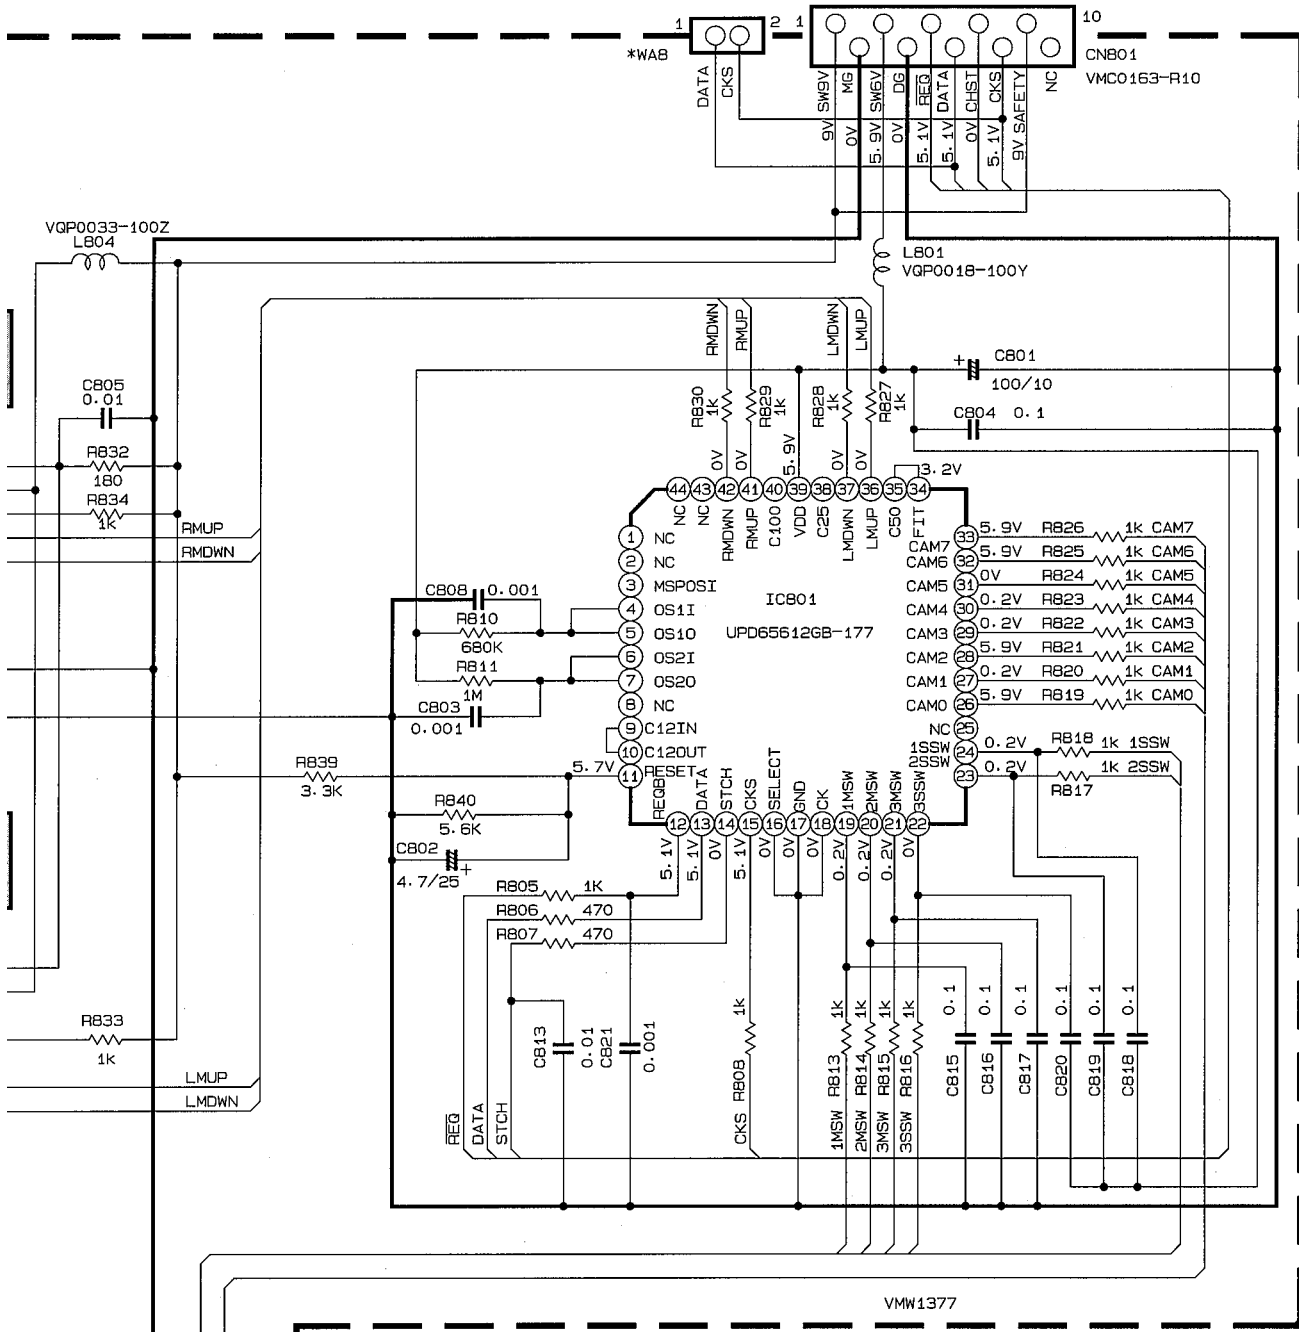 1 2 1 10
*WA8
CN801
VMC0163-R10
DATA
CKS
9V SW9V
0V MG
5.9V SW6V
0V DG
5.1V REQ
5.1V DATA
0V CHST
5.1V CKS
9V SAFETY
NC
VQP0033-100Z
L804
L801
VQP0018-100Y
RMDWN
RMUP
LMDWN
LMUP
C801
100/10
C804 0.1
C805
0.01
R830
1k
R829
1k
R828
1k
R827
1k
R832
180
R834
1K
RMUP
RMDWN
0V
0V
5.9V
0V
0V
3.2V
44 43 42 41 40 39 38 37 36 35 34
NC
NC
RMDWN
RMUP
C100
VDD
C25
LMDWN
LMUP
C50
FIT
1 NC
2 NC
3 MSPOSI
4 OS1I
5 OS1O
6 OS2I
7 OS2O
8 NC
9 C12IN
10 C12OUT
11 RESET
5.7V
IC801
UPD65612GB-177
CAM7 33 5.9V R826 1k CAM7
CAM6 32 5.9V R825 1k CAM6
CAM5 31 0V R824 1k CAM5
CAM4 30 0.2V R823 1k CAM4
CAM3 29 0.2V R822 1k CAM3
CAM2 28 5.9V R821 1k CAM2
CAM1 27 0.2V R820 1k CAM1
CAM0 26 5.9V R819 1k CAM0
NC 25
1SSW 24 0.2V R818 1k 1SSW
2SSW 23 0.2V R817 1k 2SSW
C808 0.001
R810
680K
R811
1M
C803
0.001
R839
3.3K
R840
5.6K
C802
4.7/25
REQB
DATA
STCH
CKS
SELECT
GND
CK
1MSW
2MSW
3MSW
3SSW
12 13 14 15 16 17 18 19 20 21 22
5.1V
5.1V
0V
5.1V
0V
0V
0V
0.2V
0.2V
0.2V
0V
R805 1K
R806 470
R807 470
R833
1K
LMUP
LMDWN
C813
0.01
C821
0.001
REQ
DATA
STCH
CKS R808 1k
1MSW R813 1k
2MSW R814 1k
3MSW R815 1k
3SSW R816 1k
C815 0.1
C816 0.1
C817 0.1
C820 0.1
C819 0.1
C818 0.1
VMW1377